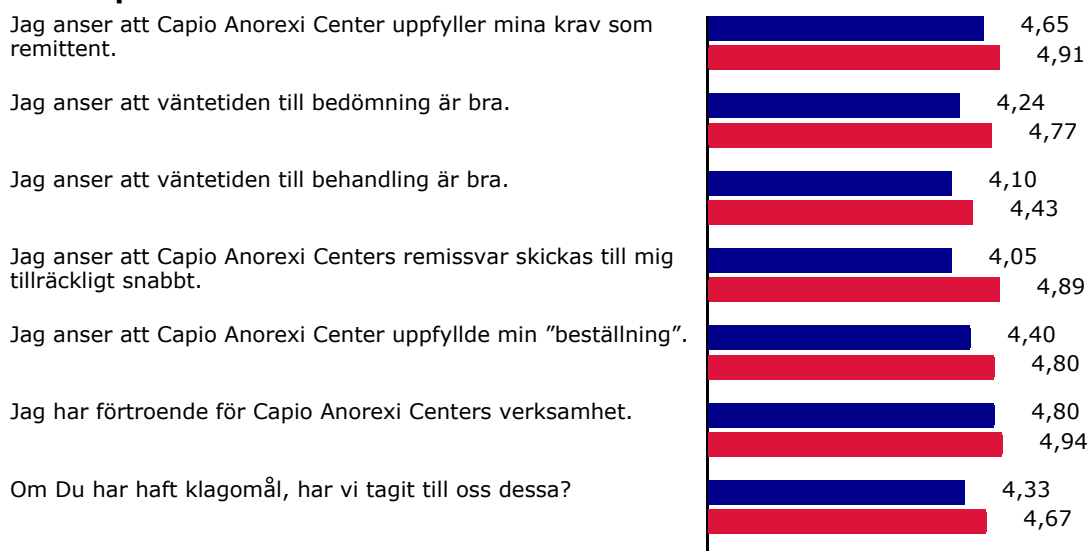 Jag anser att Capio Anorexi Center uppfyller mina krav som
remittent.
4,65
4,91
Jag anser att väntetiden till bedömning är bra.
4,24
4,77
Jag anser att väntetiden till behandling är bra.
4,10
4,43
Jag anser att Capio Anorexi Centers remissvar skickas till mig
tillräckligt snabbt.
4,05
4,89
Jag anser att Capio Anorexi Center uppfyllde min ”beställning”.
4,40
4,80
Jag har förtroende för Capio Anorexi Centers verksamhet.
4,80
4,94
Om Du har haft klagomål, har vi tagit till oss dessa?
4,33
4,67